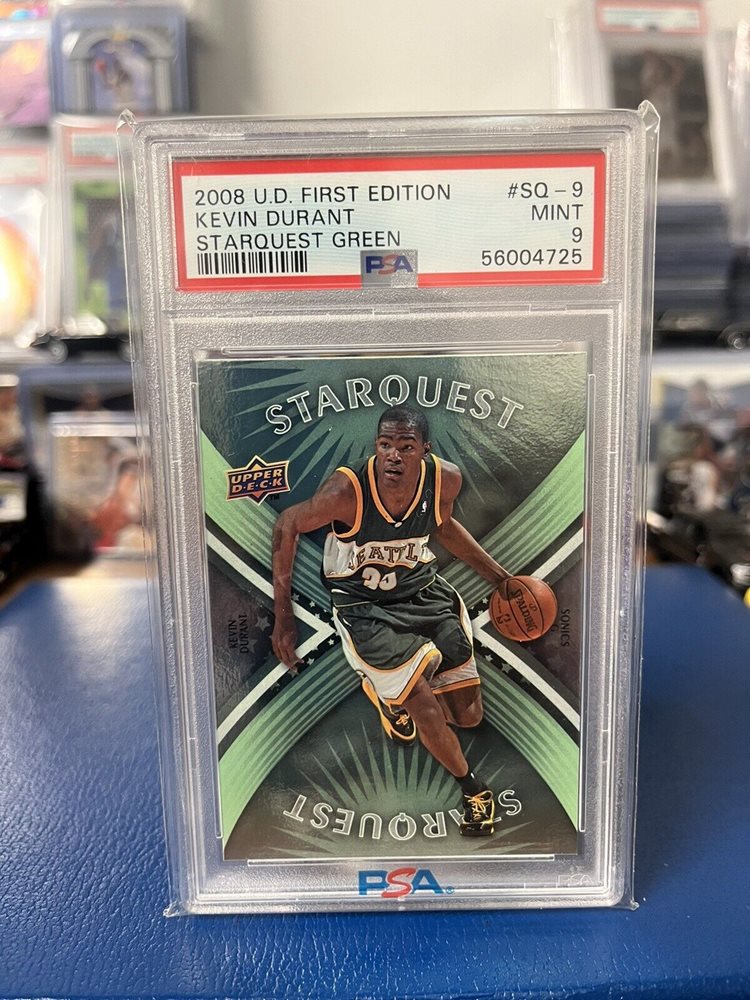 2008 U.D. FIRST EDITION #SQ-9
KEVIN DURANT MINT
STARQUEST GREEN 9
PSA 56004725
STARQUEST
UPPER
D·E·C·K
SEATTLE
SPALDING
KEVIN
DURANT
SONICS
G
STARQUEST
PSA